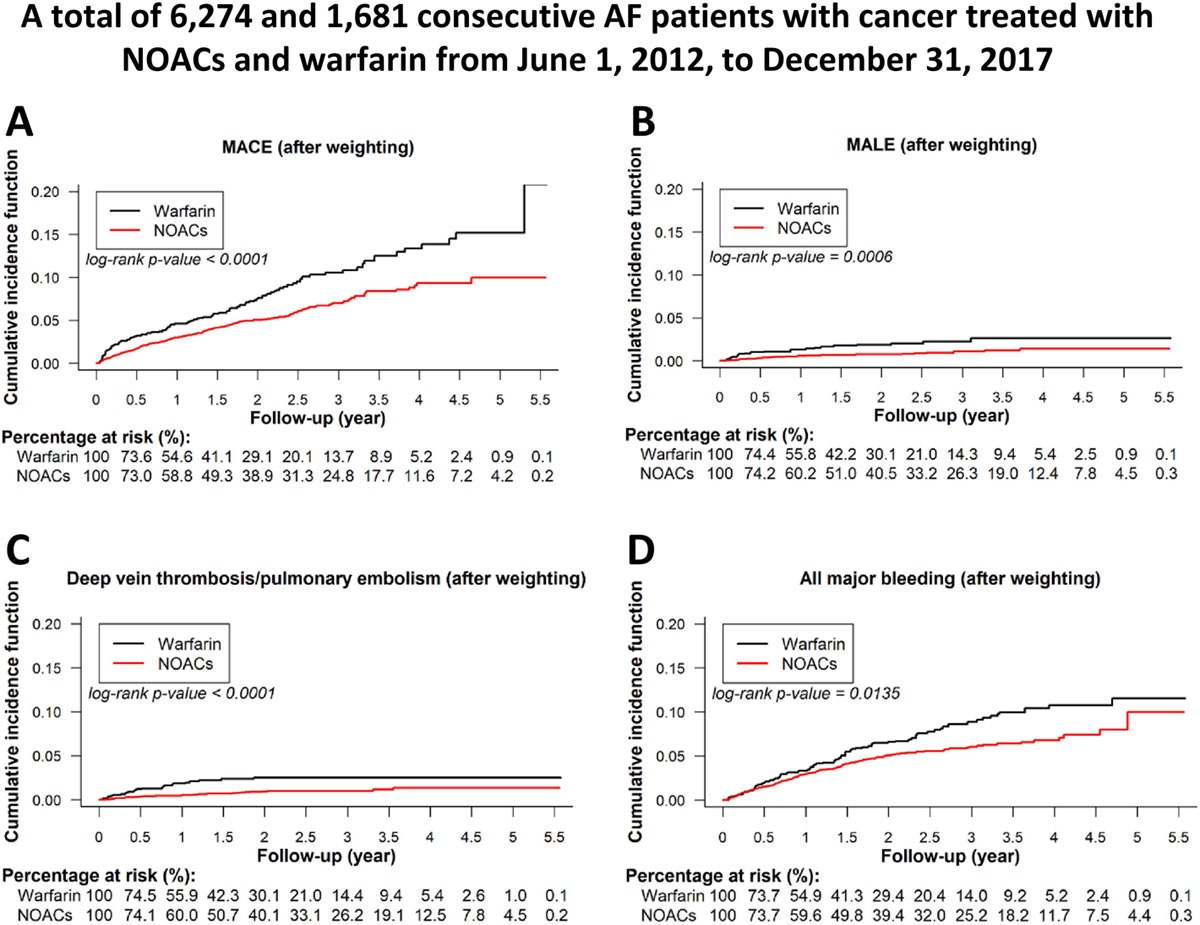 A total of 6,274 and 1,681 consecutive AF patients with cancer treated with
NOACs and warfarin from June 1, 2012, to December 31, 2017
A
MACE (after weighting)
Cumulative incidence function
0.20
0.15
0.10
0.05
0.00
Warfarin
NOACs
log-rank p-value < 0.0001
0 0.5 1 1.5 2 2.5 3 3.5 4 4.5 5 5.5
Follow-up (year)
Percentage at risk (%):
Warfarin 100 73.6 54.6 41.1 29.1 20.1 13.7 8.9 5.2 2.4 0.9 0.1
NOACs 100 73.0 58.8 49.3 38.9 31.3 24.8 17.7 11.6 7.2 4.2 0.2
B
MALE (after weighting)
Cumulative incidence function
0.20
0.15
0.10
0.05
0.00
Warfarin
NOACs
log-rank p-value = 0.0006
0 0.5 1 1.5 2 2.5 3 3.5 4 4.5 5 5.5
Follow-up (year)
Percentage at risk (%):
Warfarin 100 74.4 55.8 42.2 30.1 21.0 14.3 9.4 5.4 2.5 0.9 0.1
NOACs 100 74.2 60.2 51.0 40.5 33.2 26.3 19.0 12.4 7.8 4.5 0.3
C
Deep vein thrombosis/pulmonary embolism (after weighting)
Cumulative incidence function
0.20
0.15
0.10
0.05
0.00
Warfarin
NOACs
log-rank p-value < 0.0001
0 0.5 1 1.5 2 2.5 3 3.5 4 4.5 5 5.5
Follow-up (year)
Percentage at risk (%):
Warfarin 100 74.5 55.9 42.3 30.1 21.0 14.4 9.4 5.4 2.6 1.0 0.1
NOACs 100 74.1 60.0 50.7 40.1 33.1 26.2 19.1 12.5 7.8 4.5 0.2
D
All major bleeding (after weighting)
Cumulative incidence function
0.20
0.15
0.10
0.05
0.00
Warfarin
NOACs
log-rank p-value = 0.0135
0 0.5 1 1.5 2 2.5 3 3.5 4 4.5 5 5.5
Follow-up (year)
Percentage at risk (%):
Warfarin 100 73.7 54.9 41.3 29.4 20.4 14.0 9.2 5.2 2.4 0.9 0.1
NOACs 100 73.7 59.6 49.8 39.4 32.0 25.2 18.2 11.7 7.5 4.4 0.3